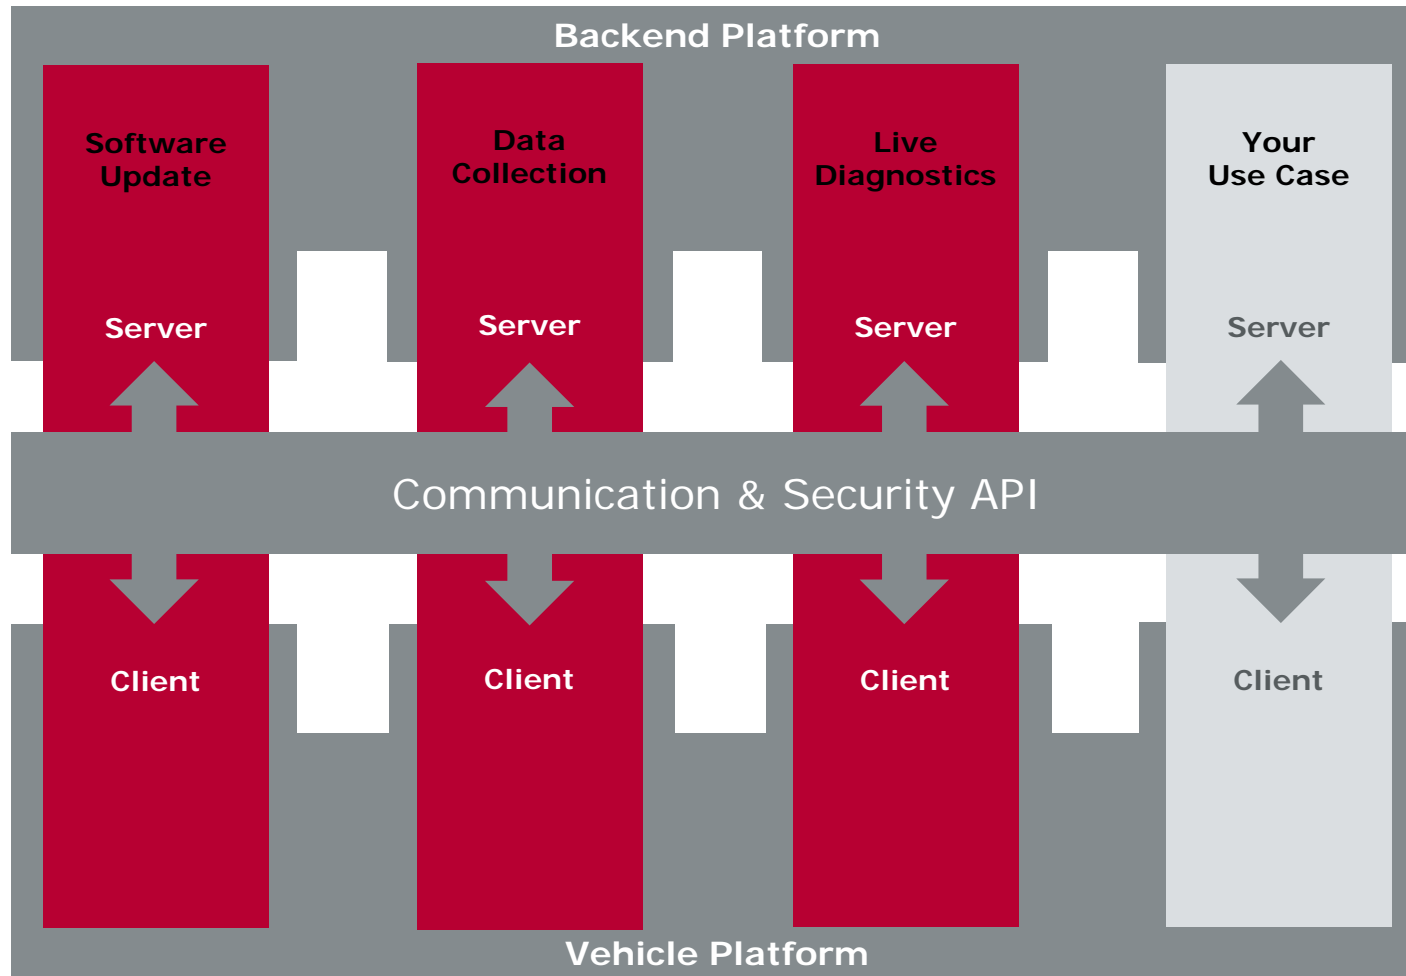 Backend Platform
Software
Update
Data
Collection
Live
Diagnostics
Your
Use Case
Server
Server
Server
Server
Communication & Security API
Client
Client
Client
Client
Vehicle Platform